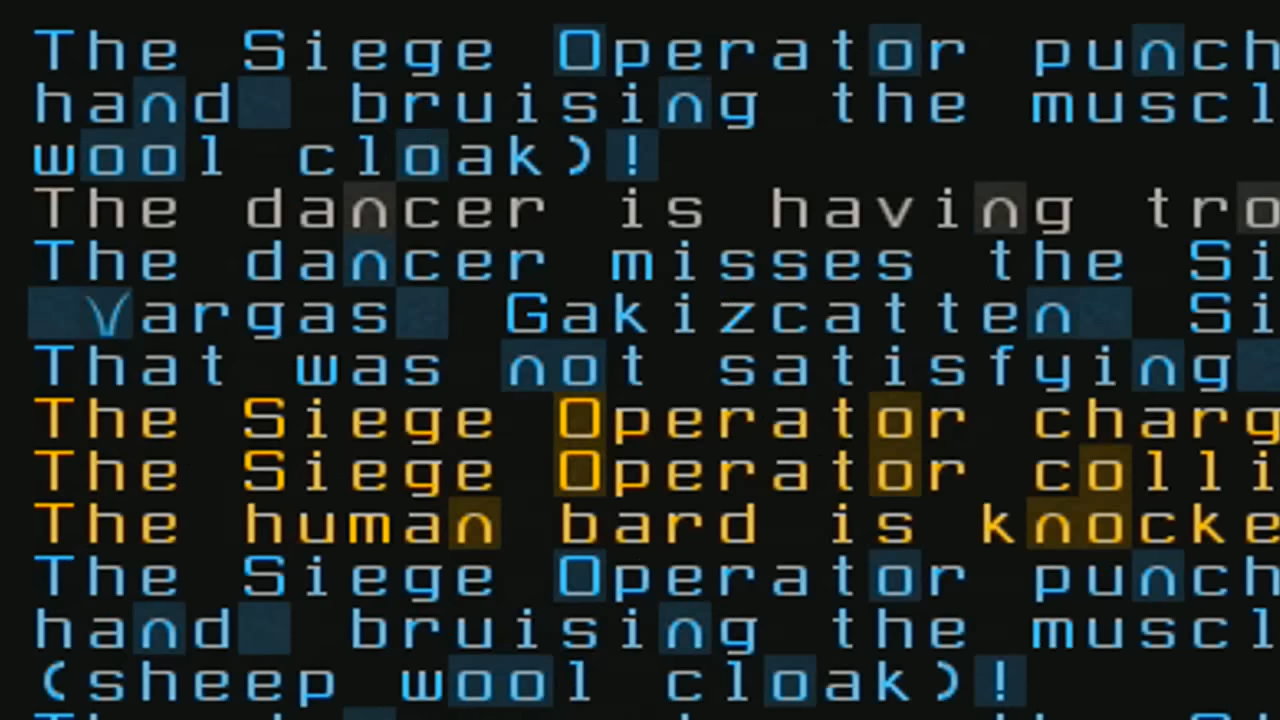 The Siege Operator punch
hand bruising the muscl
wool cloak)!
The dancer is having tro
The dancer misses the Si
Vargas Gakizcatten Si
That was not satisfying
The Siege Operator charg
The Siege Operator colli
The human bard is knocke
The Siege Operator punch
hand bruising the muscl
(sheep wool cloak)!